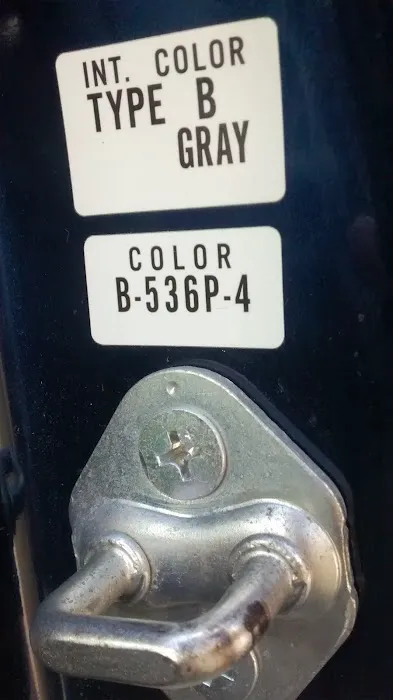 INT. COLOR
TYPE B
GRAY
COLOR
B-536P-4